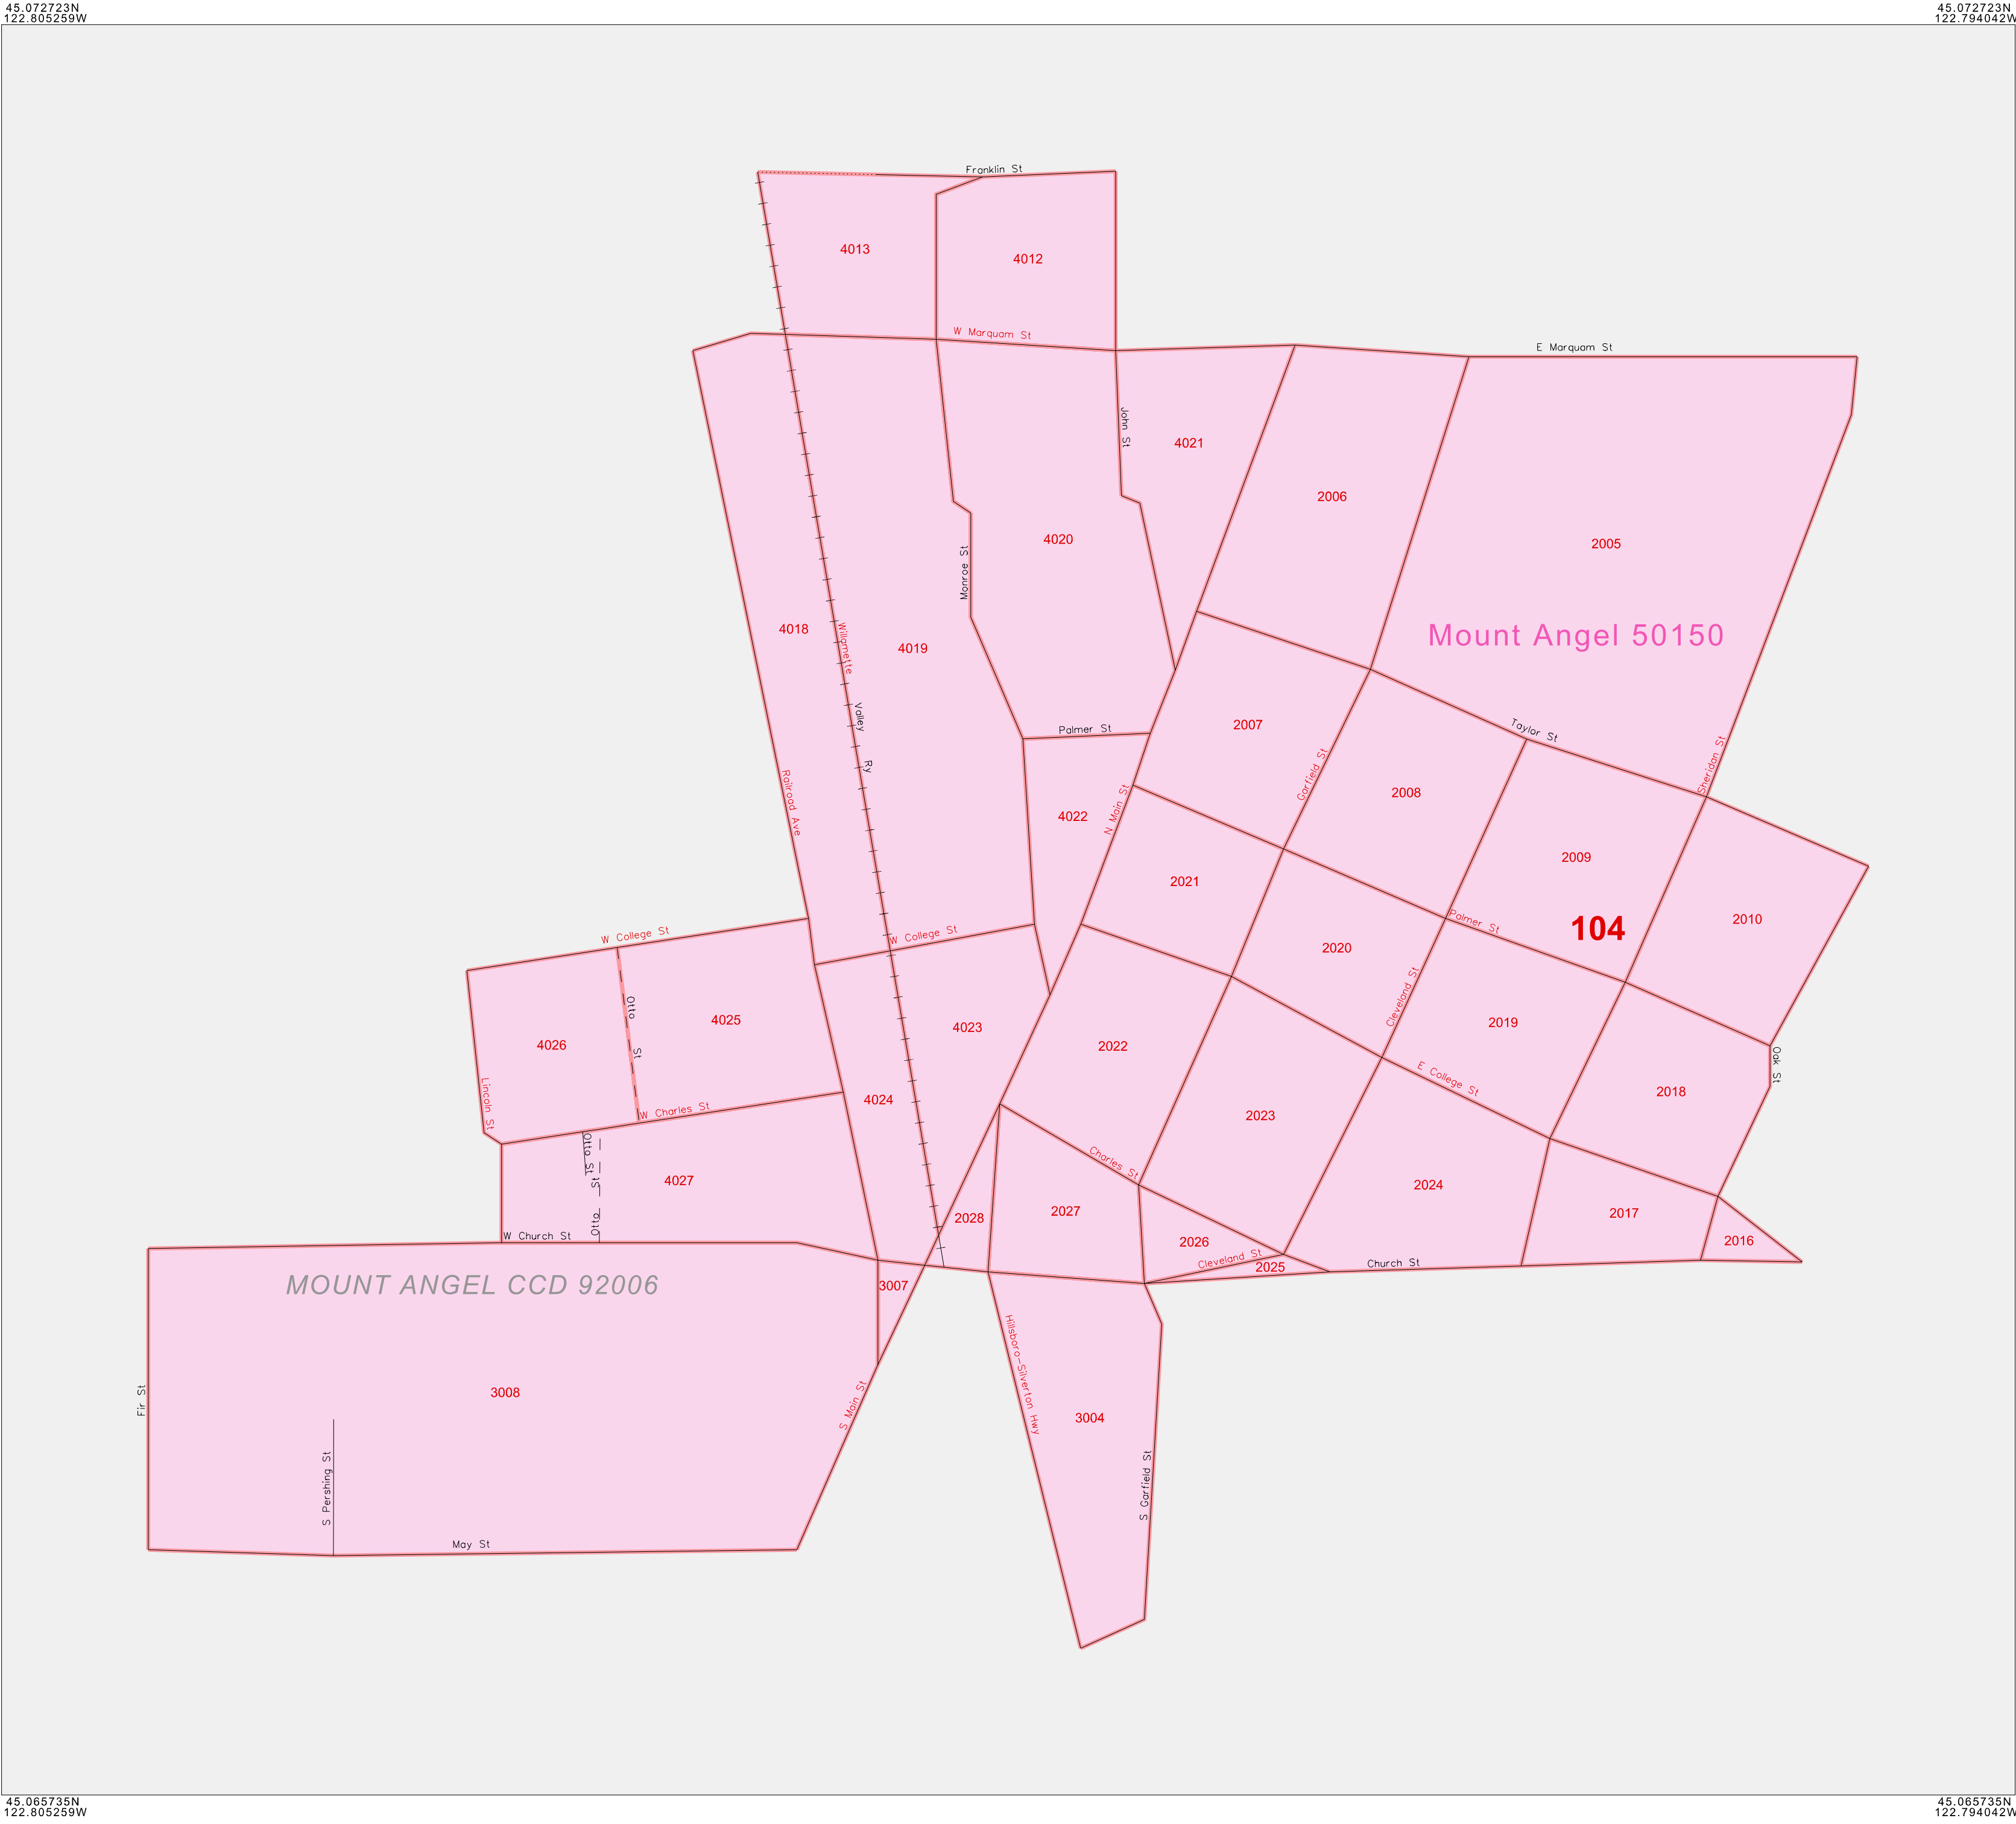 45.072723N
122.805259W
45.072723N
122.794042W
Franklin St
4013
4012
W Marquam St
E Marquam St
John St
4021
2006
4020
2005
Monroe St
4018
Willamette
4019
Mount Angel 50150
Valley
Ry
Palmer St
2007
Taylor St
Sheridan St
Garfield St
Railroad Ave
2008
4022
N Main St
2009
2021
2010
104
Palmer St
W College St
W College St
2020
Cleveland St
Otto
St
4025
4026
4023
2019
2022
Oak St
E College St
Lincoln St
W Charles St
4024
2023
2018
Otto St
St
Otto
4027
Charles St
2024
2028
2027
2017
2026
2016
W Church St
Cleveland St
2025
Church St
MOUNT ANGEL CCD 92006
3007
Hillsboro-Silverton Hwy
Fir St
3008
S Main St
3004
S Pershing St
S Garfield St
May St
45.065735N
122.805259W
45.065735N
122.794042W